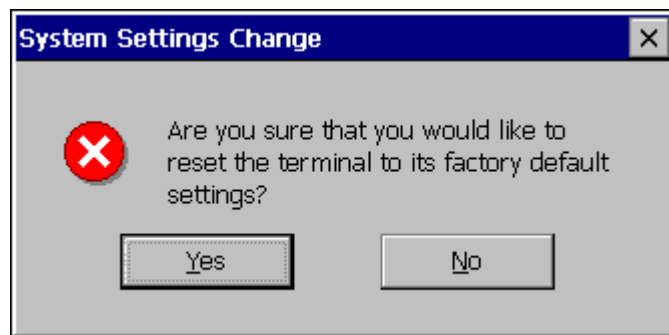 System Settings Change
Are you sure that you would like to
reset the terminal to its factory default
settings?
Yes
No